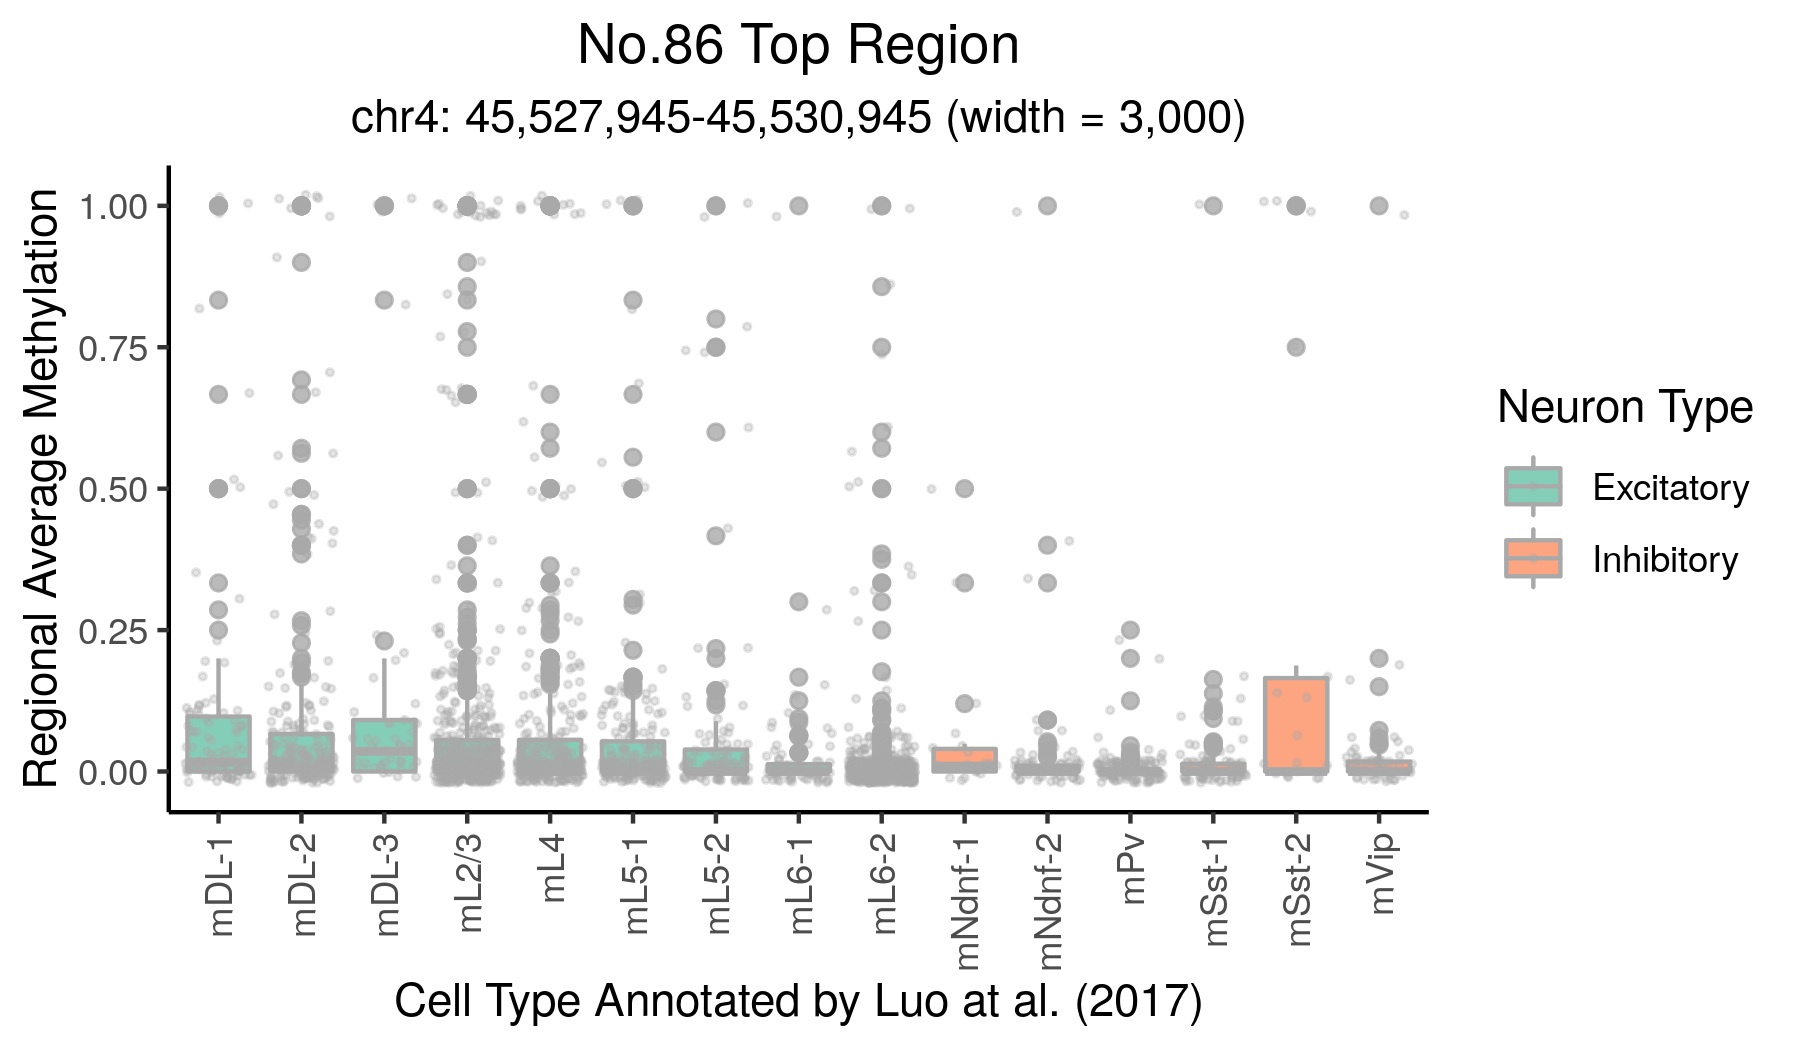 No.86 Top Region
chr4: 45,527,945-45,530,945 (width = 3,000)
Regional Average Methylation
1.00
0.75
0.50
0.25
0.00
mDL-1
mDL-2
mDL-3
mL2/3
mL4
mL5-1
mL5-2
mL6-1
mL6-2
mNdnf-1
mNdnf-2
mPv
mSst-1
mSst-2
mVip
Cell Type Annotated by Luo at al. (2017)
Neuron Type
Excitatory
Inhibitory